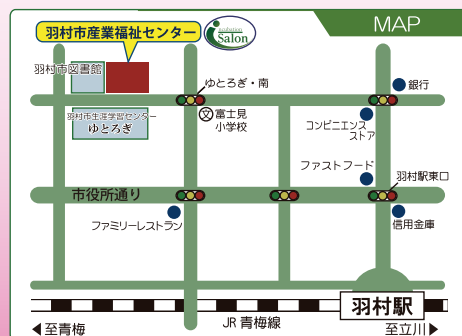 MAP
羽村市産業福祉センター
Incubation
iSalon
羽村市図書館
ゆとろぎ・南
銀行
羽村市生涯学習センター
ゆとろぎ
文
富士見
小学校
コンビニエンス
ストア
ファストフード
羽村駅東口
市役所通り
ファミリーレストラン
信用金庫
羽村駅
JR 青梅線
◀至青梅
至立川▶